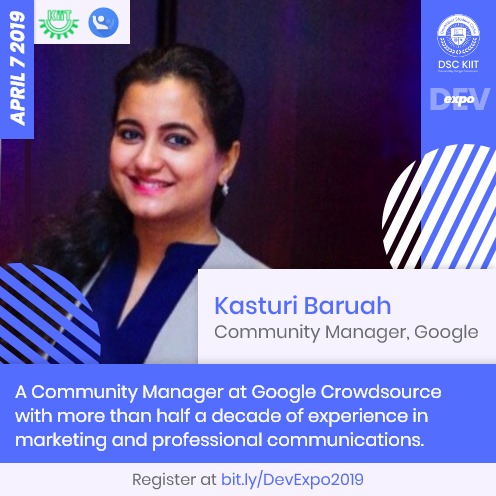 APRIL 7 2019
KIIT
DSC KIIT
DEV
expo
Kasturi Baruah
Community Manager, Google
A Community Manager at Google Crowdsource
with more than half a decade of experience in
marketing and professional communications.
Register at bit.ly/DevExpo2019